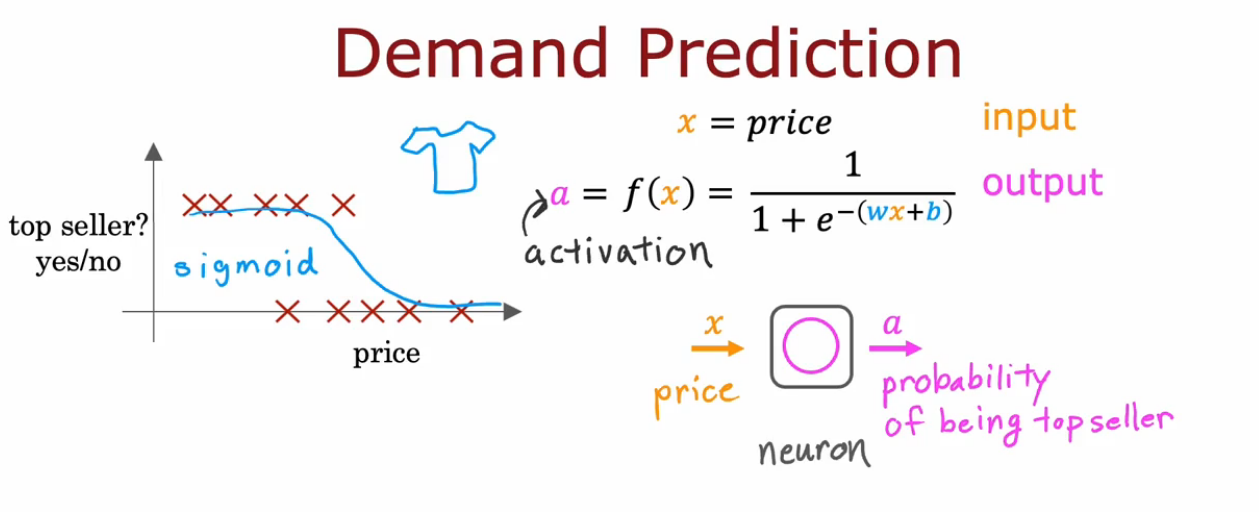 Demand Prediction
x = price
input
a = f(x) = 1 / (1 + e^−(wx+b))
output
activation
top seller?
yes/no
sigmoid
price
x
a
price
probability
of being top seller
neuron